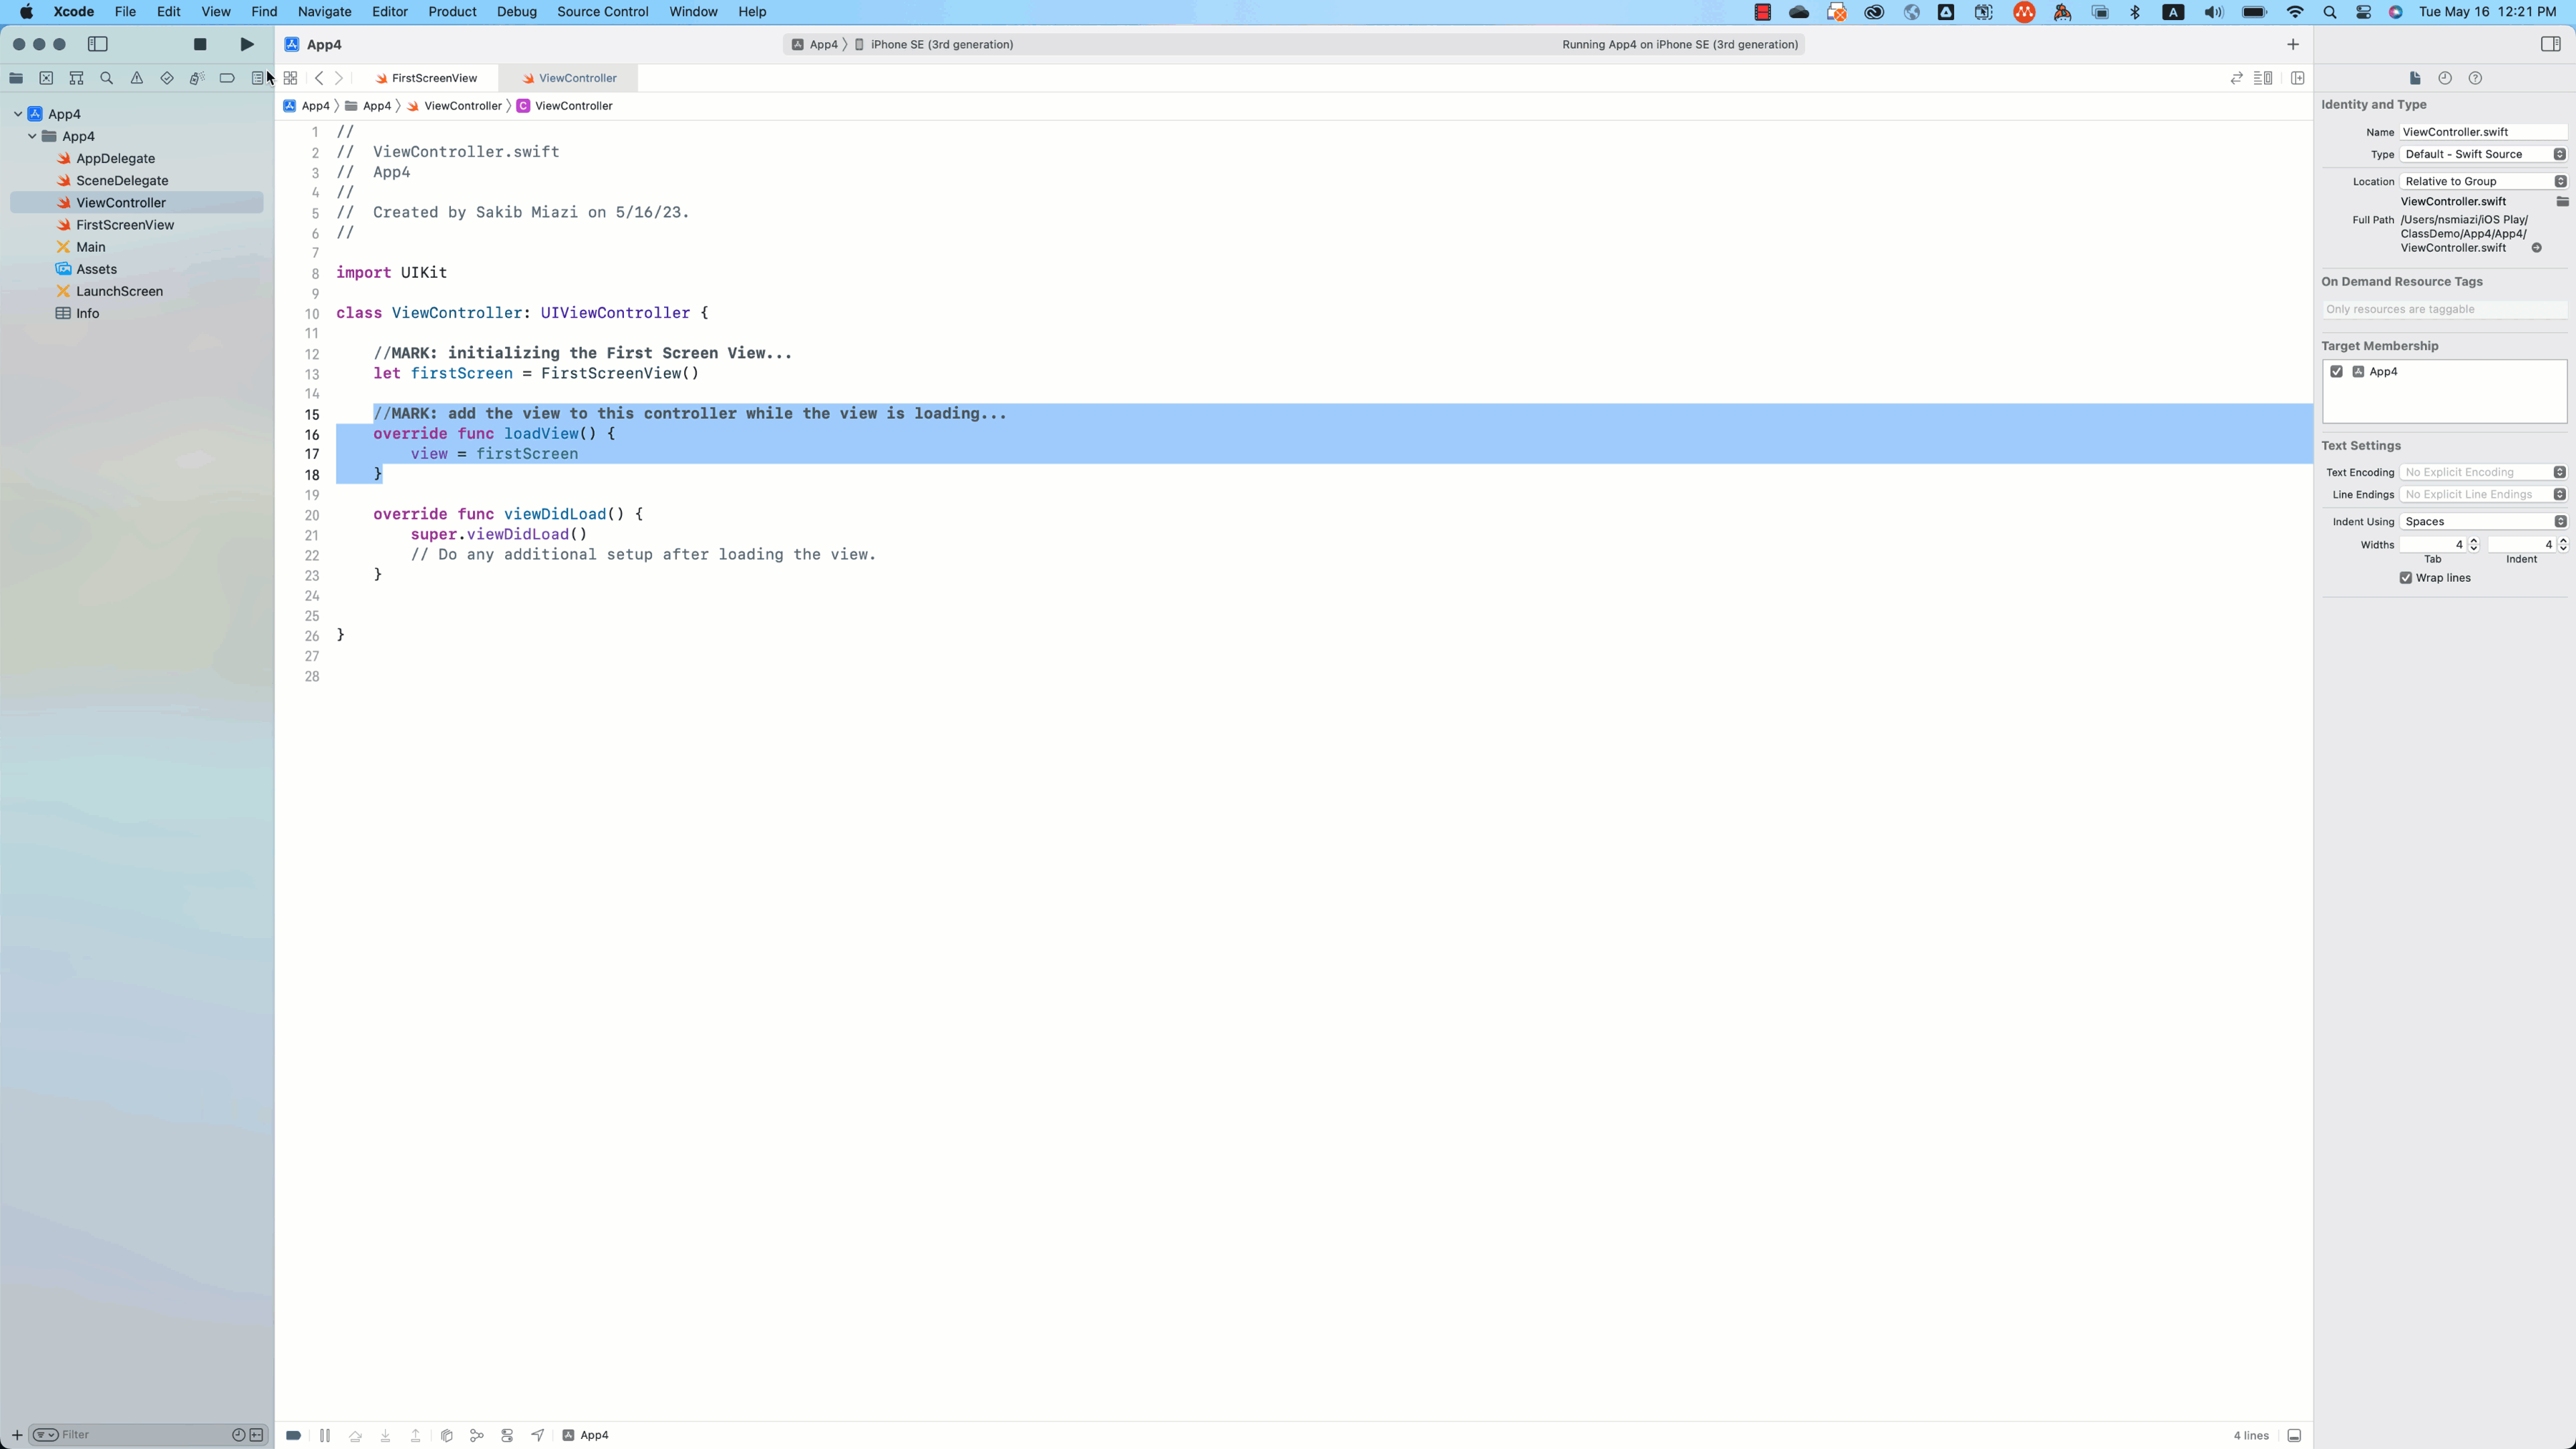 Xcode File Edit View Find Navigate Editor Product Debug Source Control Window Help
A Tue May 16 12:21 PM
App4
App4 〉 iPhone SE (3rd generation)
Running App4 on iPhone SE (3rd generation)
FirstScreenView
ViewController
App4 〉 App4 〉 ViewController 〉 C ViewController
App4
App4
AppDelegate
SceneDelegate
ViewController
FirstScreenView
Main
Assets
LaunchScreen
Info
Filter
1 //
2 //  ViewController.swift
3 //  App4
4 //
5 //  Created by Sakib Miazi on 5/16/23.
6 //
7
8 import UIKit
9
10 class ViewController: UIViewController {
11
12     //MARK: initializing the First Screen View...
13     let firstScreen = FirstScreenView()
14
15     //MARK: add the view to this controller while the view is loading...
16     override func loadView() {
17         view = firstScreen
18     }
19
20     override func viewDidLoad() {
21         super.viewDidLoad()
22         // Do any additional setup after loading the view.
23     }
24
25
26 }
27
28
App4
4 lines
Identity and Type
Name ViewController.swift
Type Default - Swift Source
Location Relative to Group
ViewController.swift
Full Path /Users/nsmiazi/iOS Play/
ClassDemo/App4/App4/
ViewController.swift
On Demand Resource Tags
Only resources are taggable
Target Membership
App4
Text Settings
Text Encoding No Explicit Encoding
Line Endings No Explicit Line Endings
Indent Using Spaces
Widths 4 4
Tab Indent
Wrap lines